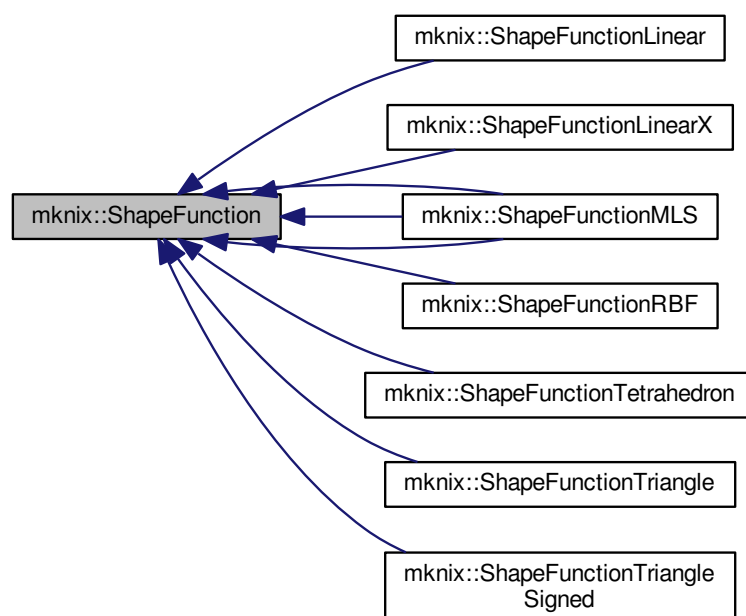 mknix::ShapeFunctionLinear
mknix::ShapeFunctionLinearX
mknix::ShapeFunction
mknix::ShapeFunctionMLS
mknix::ShapeFunctionRBF
mknix::ShapeFunctionTetrahedron
mknix::ShapeFunctionTriangle
mknix::ShapeFunctionTriangle
Signed